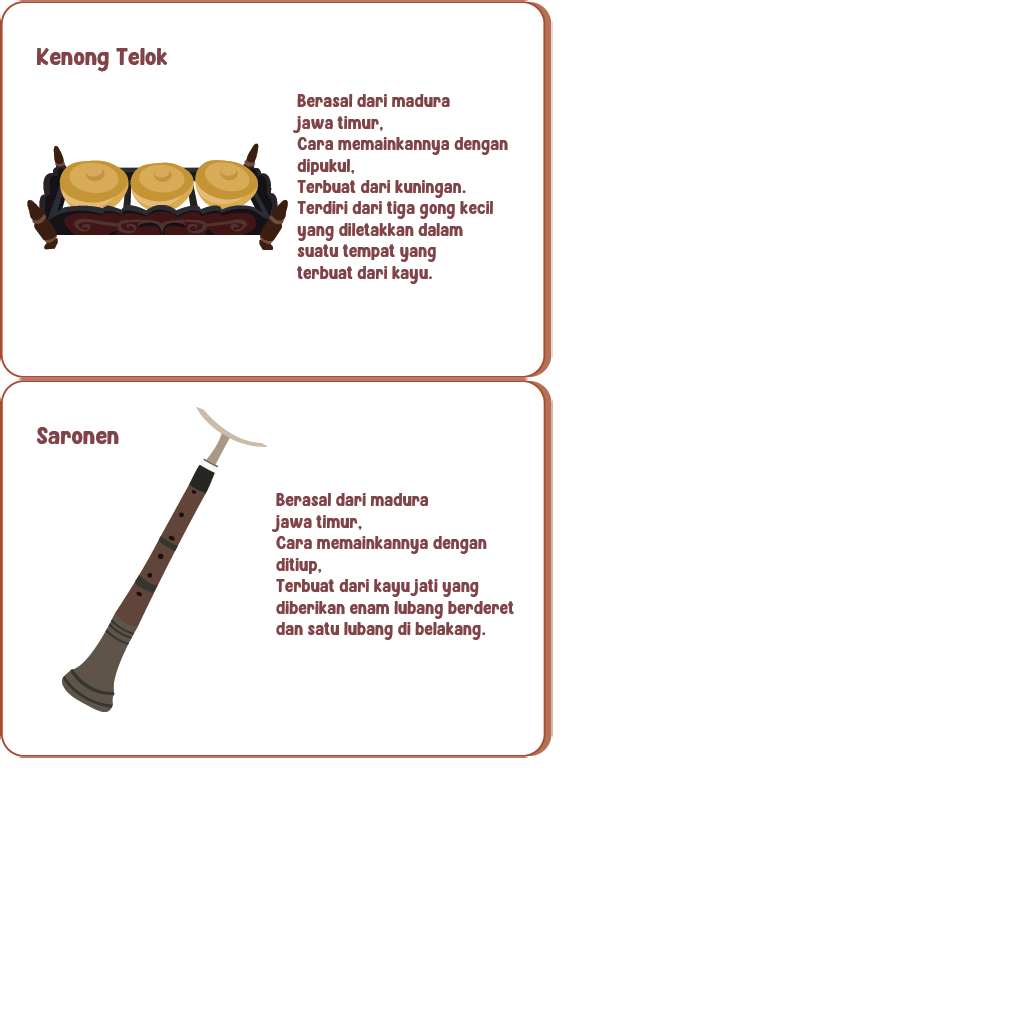 Kenong Telok
Berasal dari madura
jawa timur,
Cara memainkannya dengan
dipukul,
Terbuat dari kuningan.
Terdiri dari tiga gong kecil
yang diletakkan dalam
suatu tempat yang
terbuat dari kayu.
Saronen
Berasal dari madura
jawa timur,
Cara memainkannya dengan
ditiup,
Terbuat dari kayu jati yang
diberikan enam lubang berderet
dan satu lubang di belakang.